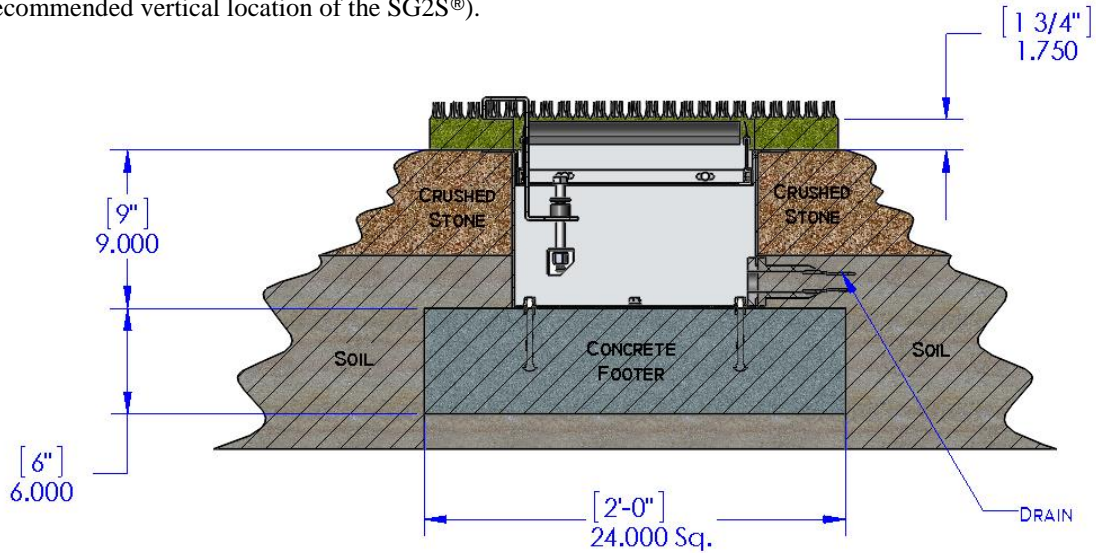 ecommended vertical location of the SG2S®).
[1 3/4"]
1.750
CRUSHED
STONE
CRUSHED
STONE
[9"]
9.000
SOIL
CONCRETE
FOOTER
SOIL
[6"]
6.000
[2'-0"]
24.000 Sq.
DRAIN